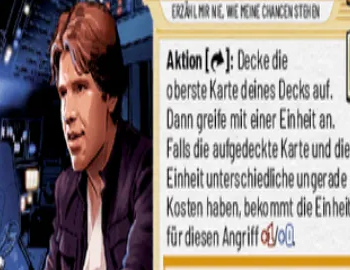 ERZÄHL MIR NIE, WIE MEINE CHANCEN STEHEN
Aktion [↷]: Decke die
oberste Karte deines Decks auf.
Dann greife mit einer Einheit an.
Falls die aufgedeckte Karte und die
Einheit unterschiedliche ungerade
Kosten haben, bekommt die Einheit
für diesen Angriff